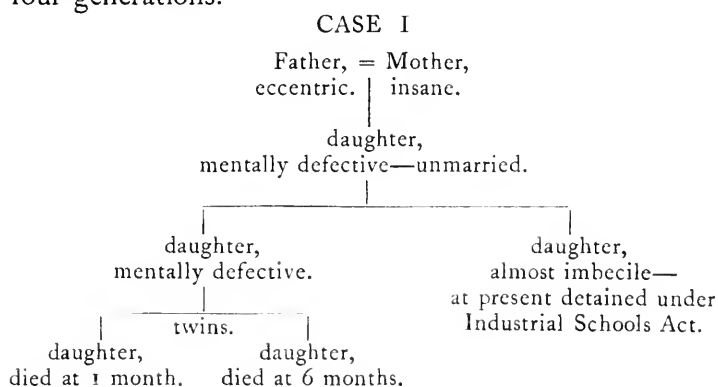 four generations.
CASE I
Father, = Mother,
eccentric. insane.
daughter,
mentally defective—unmarried.
daughter,
mentally defective.
daughter,
almost imbecile—
at present detained under
Industrial Schools Act.
twins.
daughter,
died at 1 month.
daughter,
died at 6 months.